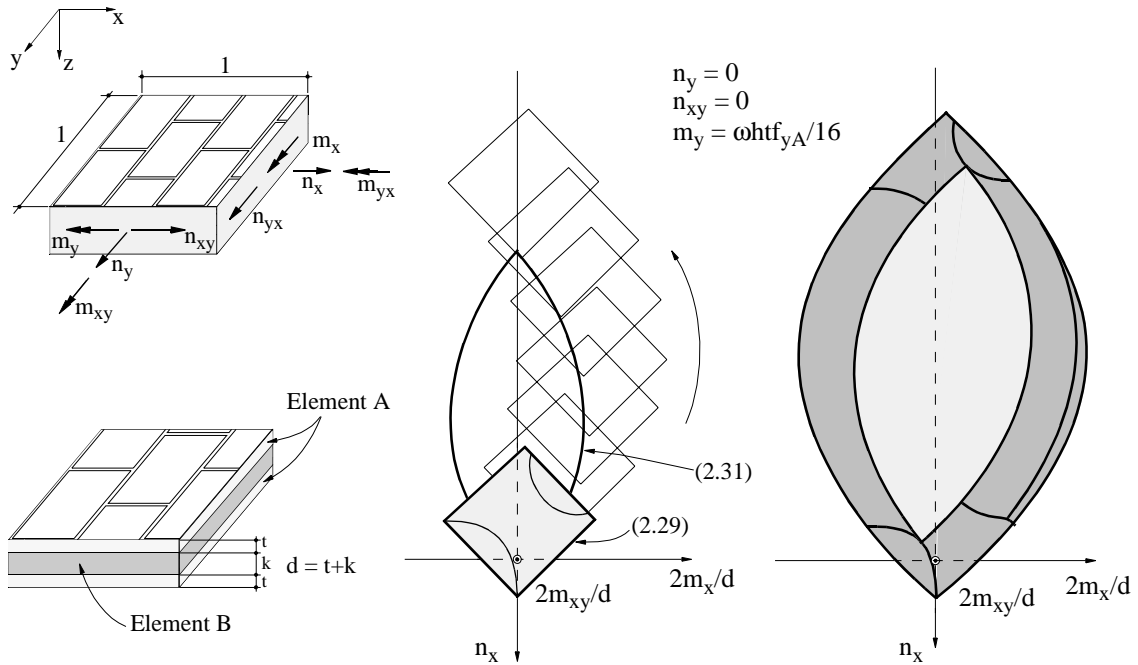 x
y
z
1
1
m_x
n_x
m_yx
n_yx
m_y
n_xy
n_y
m_xy
Element A
t
k
t
d = t+k
Element B
n_y = 0
n_xy = 0
m_y = ωhtf_yA/16
(2.31)
(2.29)
2m_xy/d
2m_x/d
n_x
2m_xy/d
2m_x/d
n_x